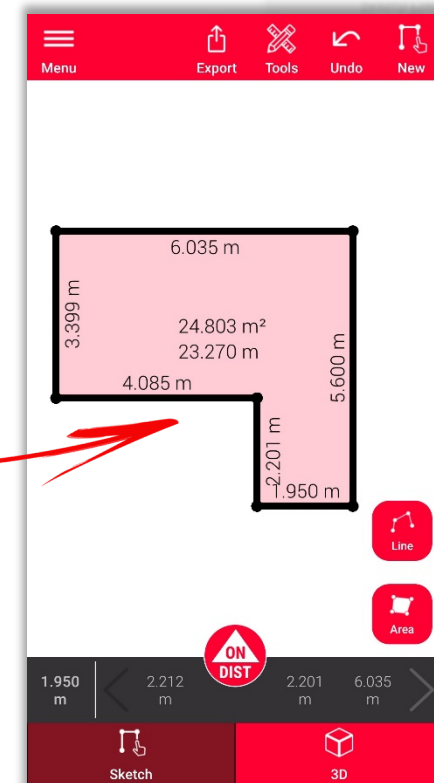 Menu
Export
Tools
Undo
New
6.035 m
3.399 m
24.803 m²
23.270 m
5.600 m
4.085 m
2.201 m
1.950 m
Line
Area
ON
DIST
1.950 m
2.212 m
2.201 m
6.035 m
Sketch
3D